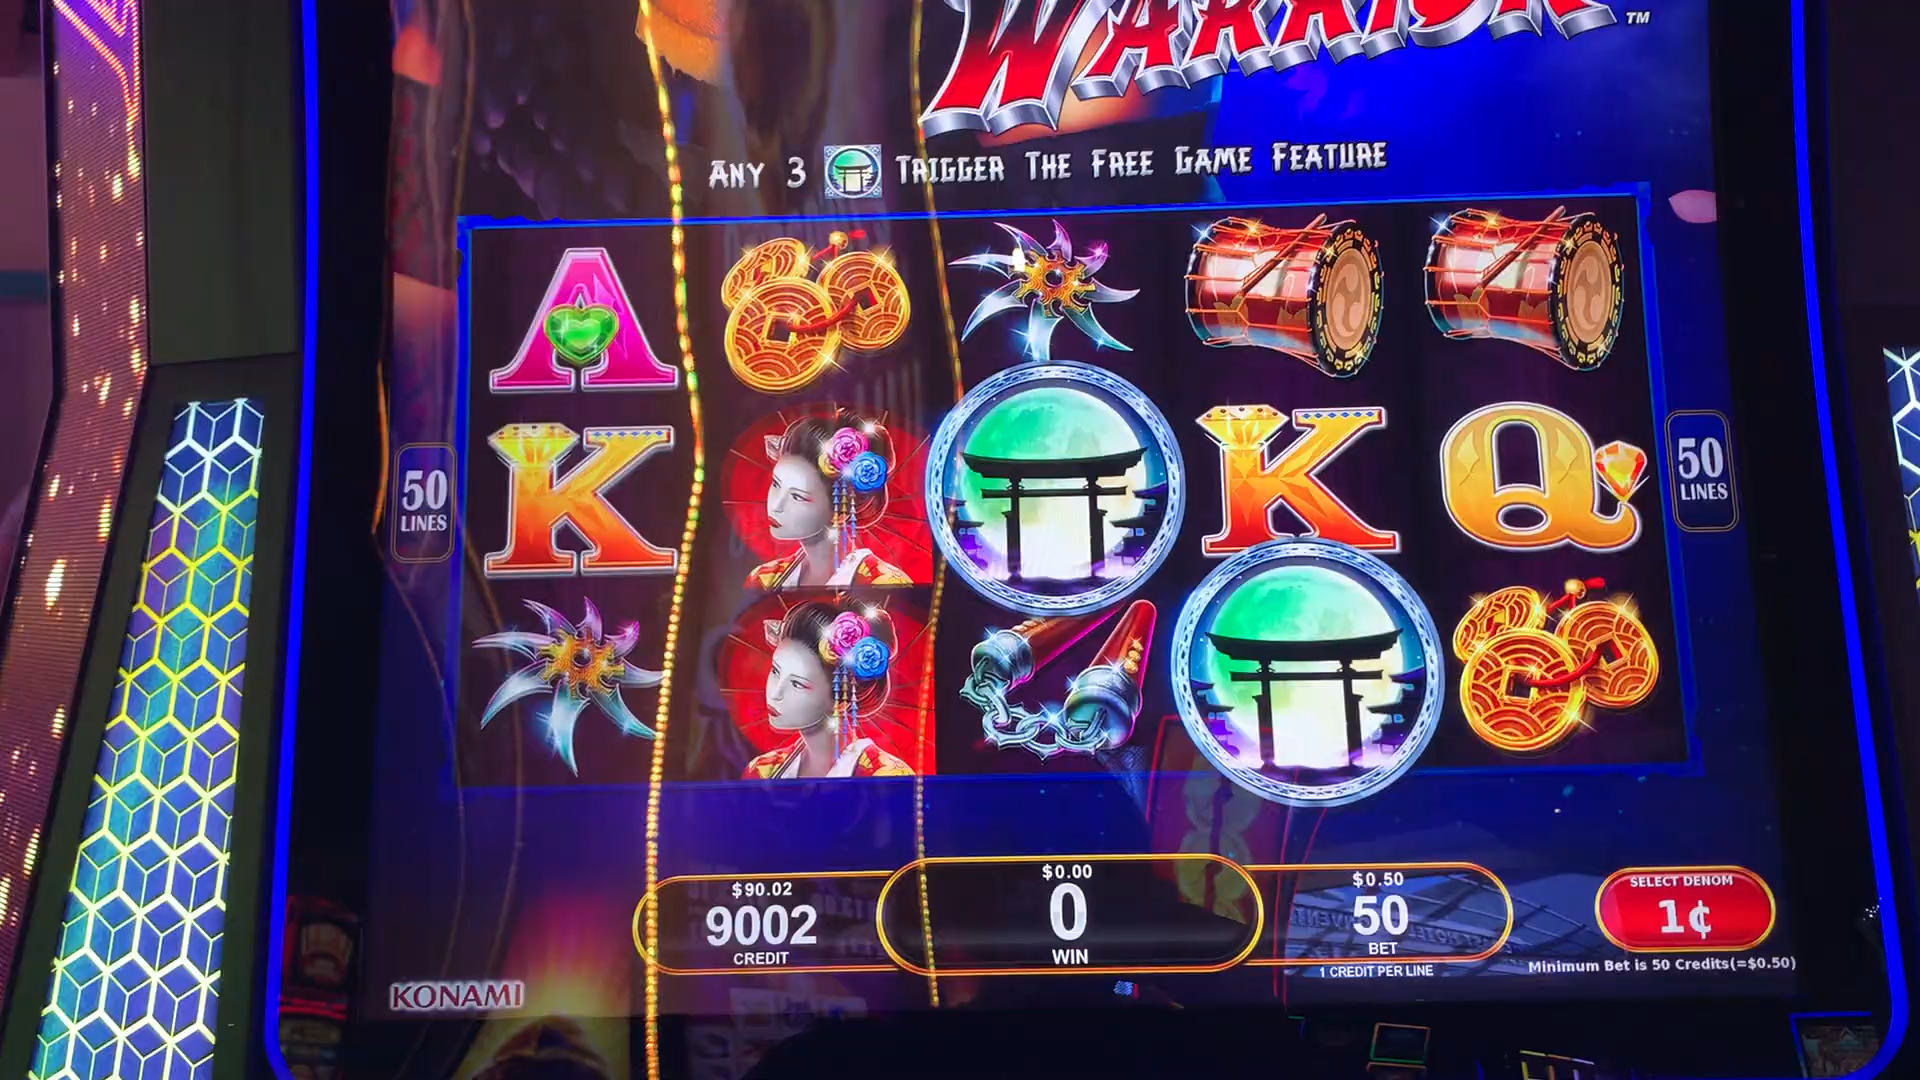 WARRIOR™
ANY 3 TRIGGER THE FREE GAME FEATURE
A
K
K
Q
50
LINES
50
LINES
$90.02
9002
CREDIT
$0.00
0
WIN
$0.50
50
BET
1 CREDIT PER LINE
SELECT DENOM
1¢
Minimum Bet is 50 Credits(=$0.50)
KONAMI